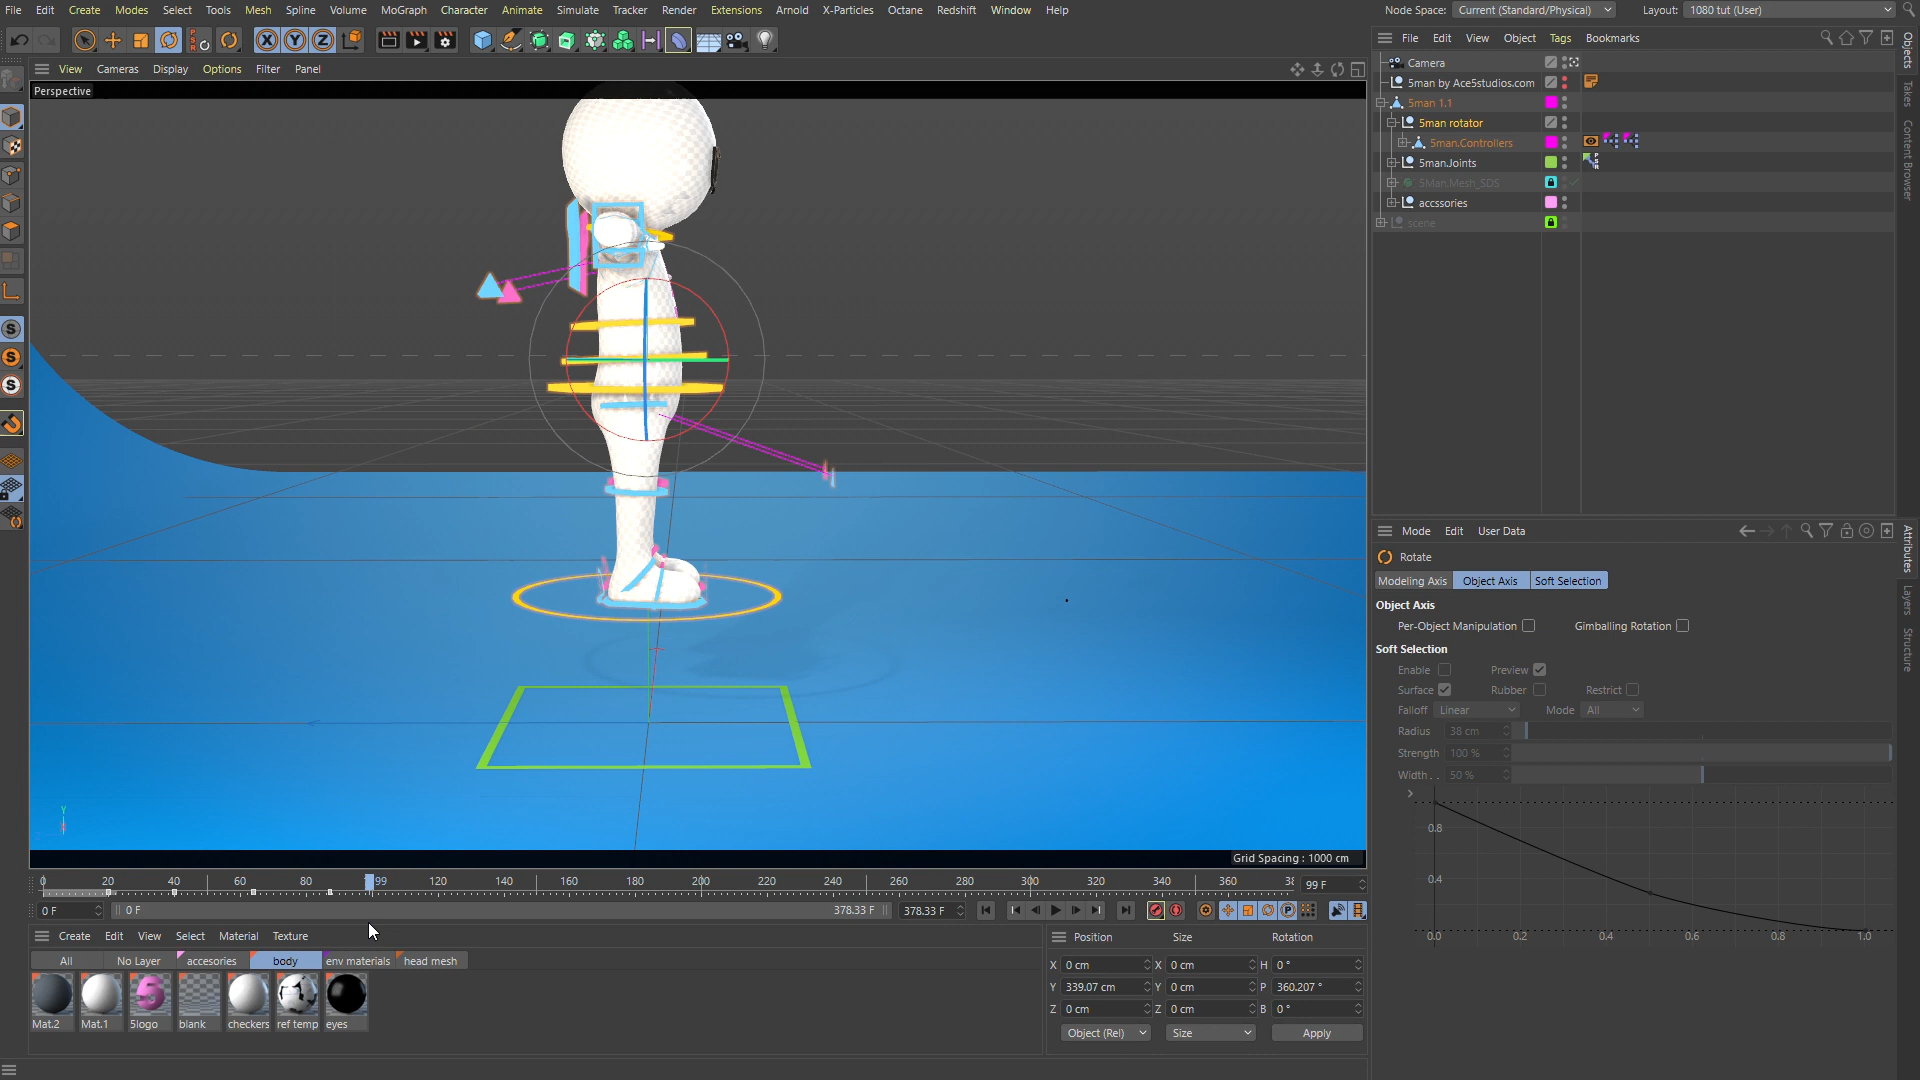 File Edit Create Modes Select Tools Mesh Spline Volume MoGraph Character Animate Simulate Tracker Render Extensions Arnold X-Particles Octane Redshift Window Help
Node Space: Current (Standard/Physical) Layout: 1080 tut (User)
File Edit View Object Tags Bookmarks
View Cameras Display Options Filter Panel
Perspective
Camera
5man by Ace5studios.com
5man 1.1
5man rotator
5man.Controllers
5man.Joints
5Man.Mesh_SDS
accssories
scene
Objects
Takes
Content Browser
Mode Edit User Data
Rotate
Modeling Axis Object Axis Soft Selection
Object Axis
Per-Object Manipulation Gimballing Rotation
Soft Selection
Enable Preview
Surface Rubber Restrict
Falloff Linear Mode All
Radius 38 cm
Strength 100 %
Width . . 50 %
0.8
0.4
0.0 0.2 0.4 0.6 0.8 1.0
Attributes
Layers
Structure
Y
X
Grid Spacing : 1000 cm
0 20 40 60 80 99 120 140 160 180 200 220 240 260 280 300 320 340 360 38 99 F
0 F 0 F 378.33 F 378.33 F
Create Edit View Select Material Texture
All No Layer accesories body env materials head mesh
Mat.2 Mat.1 5logo blank checkers ref temp eyes
Position Size Rotation
X 0 cm X 0 cm H 0 °
Y 339.07 cm Y 0 cm P 360.207 °
Z 0 cm Z 0 cm B 0 °
Object (Rel) Size Apply